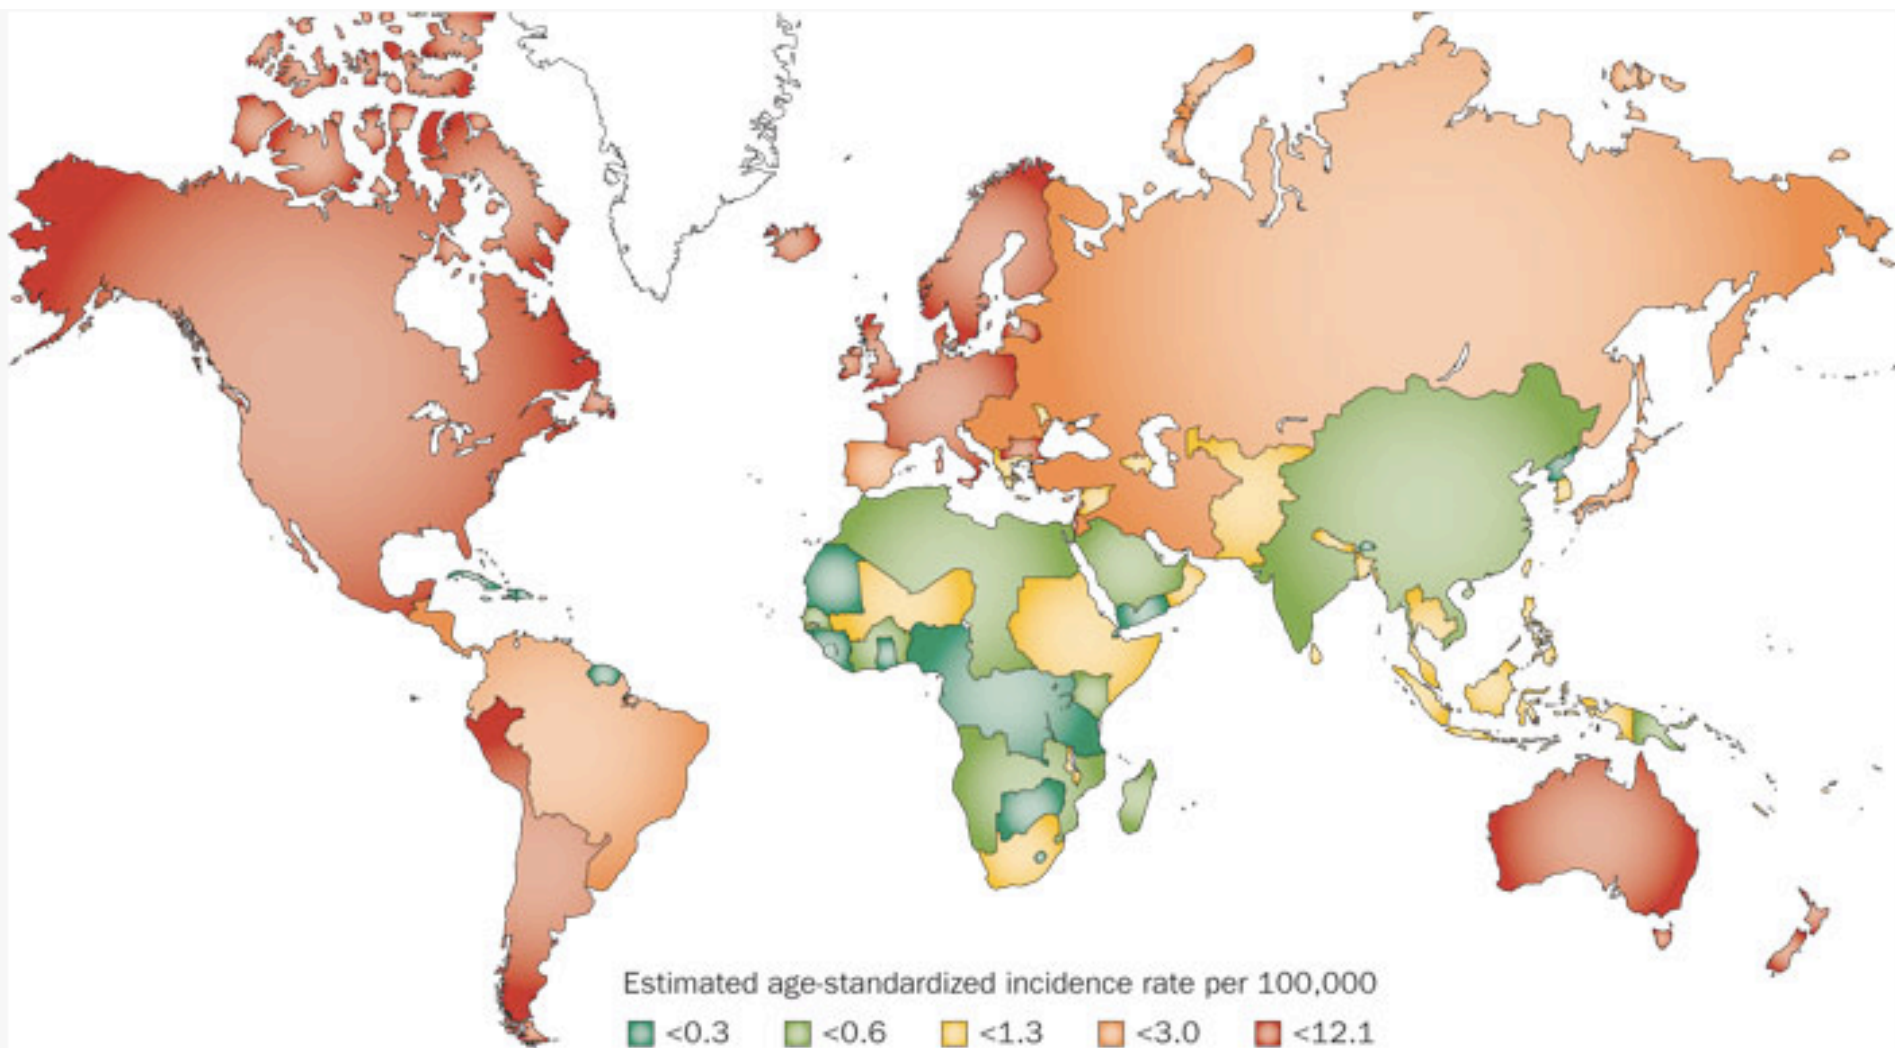 Estimated age-standardized incidence rate per 100,000
<0.3 <0.6 <1.3 <3.0 <12.1